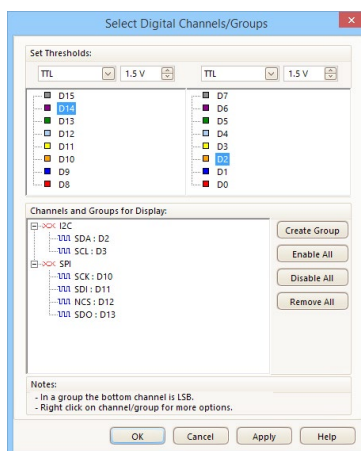 Select Digital Channels/Groups
Set Thresholds:
TTL 1.5 V TTL 1.5 V
D15 D7
D14 D6
D13 D5
D12 D4
D11 D3
D10 D2
D9 D1
D8 D0
Channels and Groups for Display:
I2C
SDA : D2
SCL : D3
SPI
SCK : D10
SDI : D11
NCS : D12
SDO : D13
Create Group
Enable All
Disable All
Remove All
Notes:
- In a group the bottom channel is LSB.
- Right click on channel/group for more options.
OK Cancel Apply Help